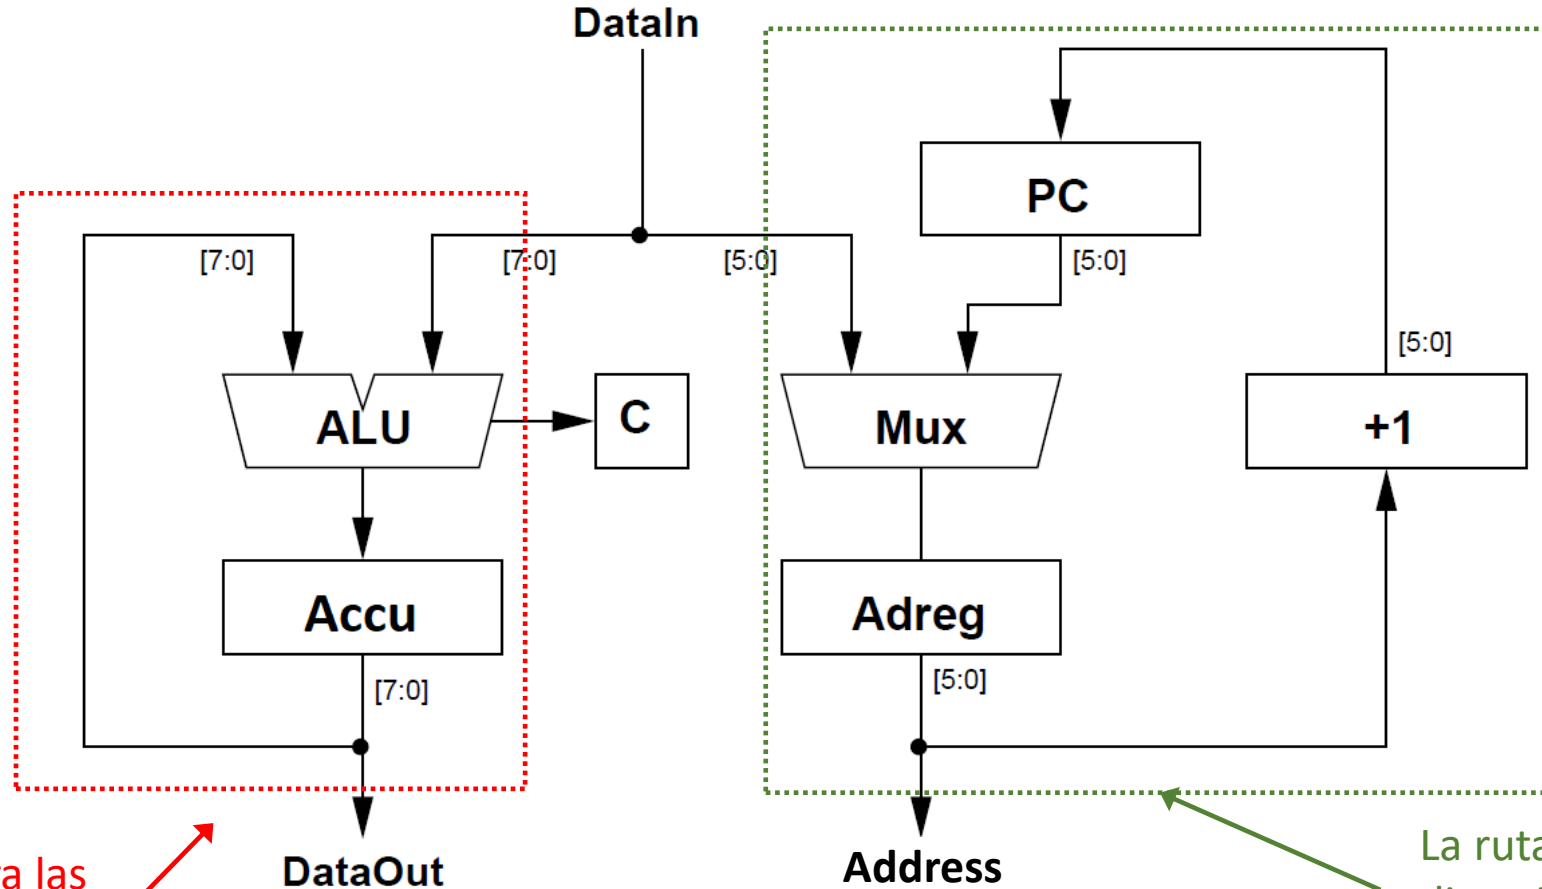 DataIn
PC
[7:0]
[7:0]
[5:0]
[5:0]
[5:0]
ALU
C
Mux
+1
Accu
Adreg
[7:0]
[5:0]
DataOut
Address
las
La ruta